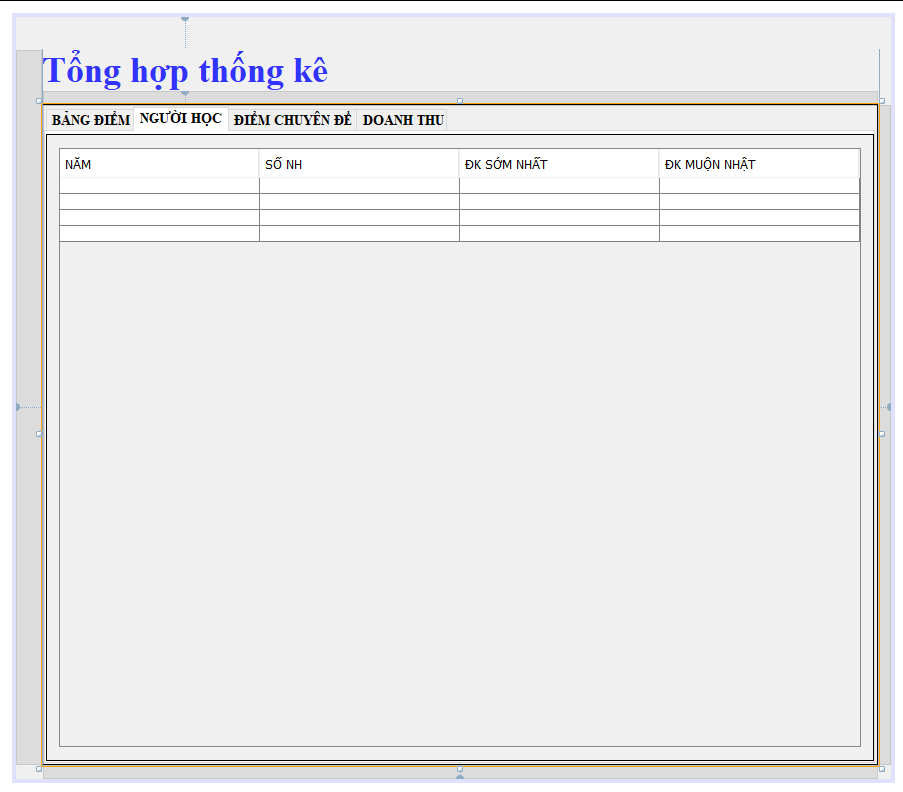 Tổng hợp thống kê
BẢNG ĐIỂM NGƯỜI HỌC ĐIỂM CHUYÊN ĐỀ DOANH THU
NĂM SỐ NH ĐK SỚM NHẤT ĐK MUỘN NHẬT